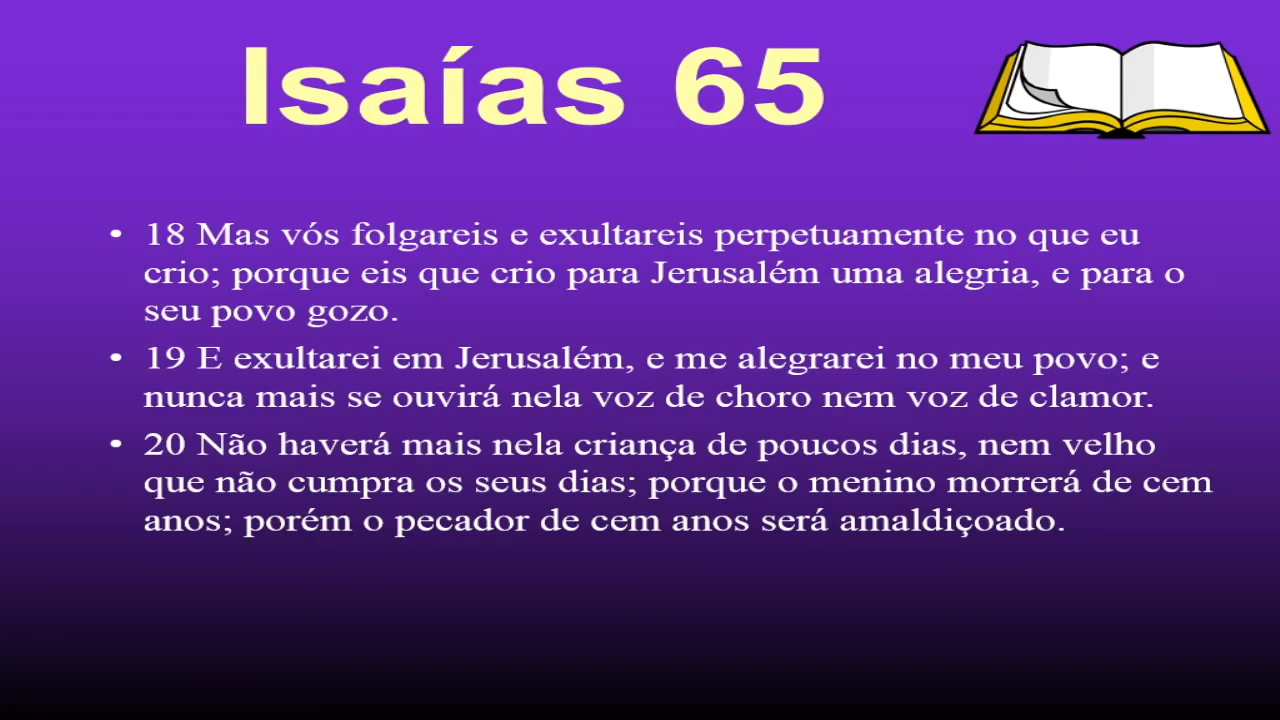 Isaías 65
• 18 Mas vós folgareis e exultareis perpetuamente no que eu
crio; porque eis que crio para Jerusalém uma alegria, e para o
seu povo gozo.
• 19 E exultarei em Jerusalém, e me alegrarei no meu povo; e
nunca mais se ouvirá nela voz de choro nem voz de clamor.
• 20 Não haverá mais nela criança de poucos dias, nem velho
que não cumpra os seus dias; porque o menino morrerá de cem
anos; porém o pecador de cem anos será amaldiçoado.